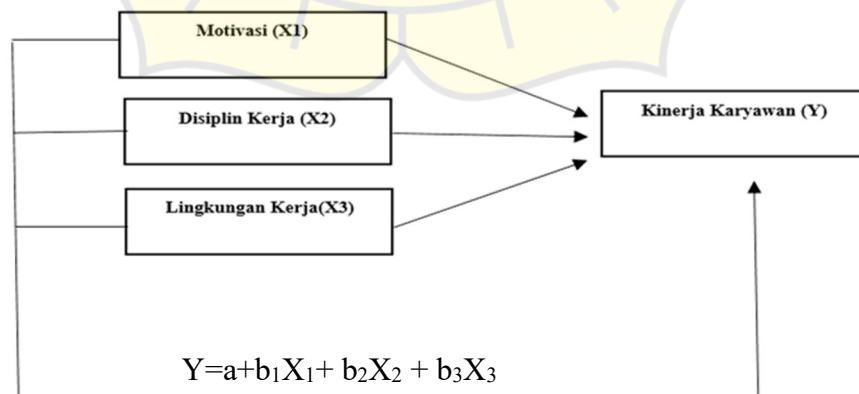 Motivasi (X1)
Disiplin Kerja (X2)
Kinerja Karyawan (Y)
Lingkungan Kerja(X3)
Y=a+b₁X₁+ b₂X₂ + b₃X₃